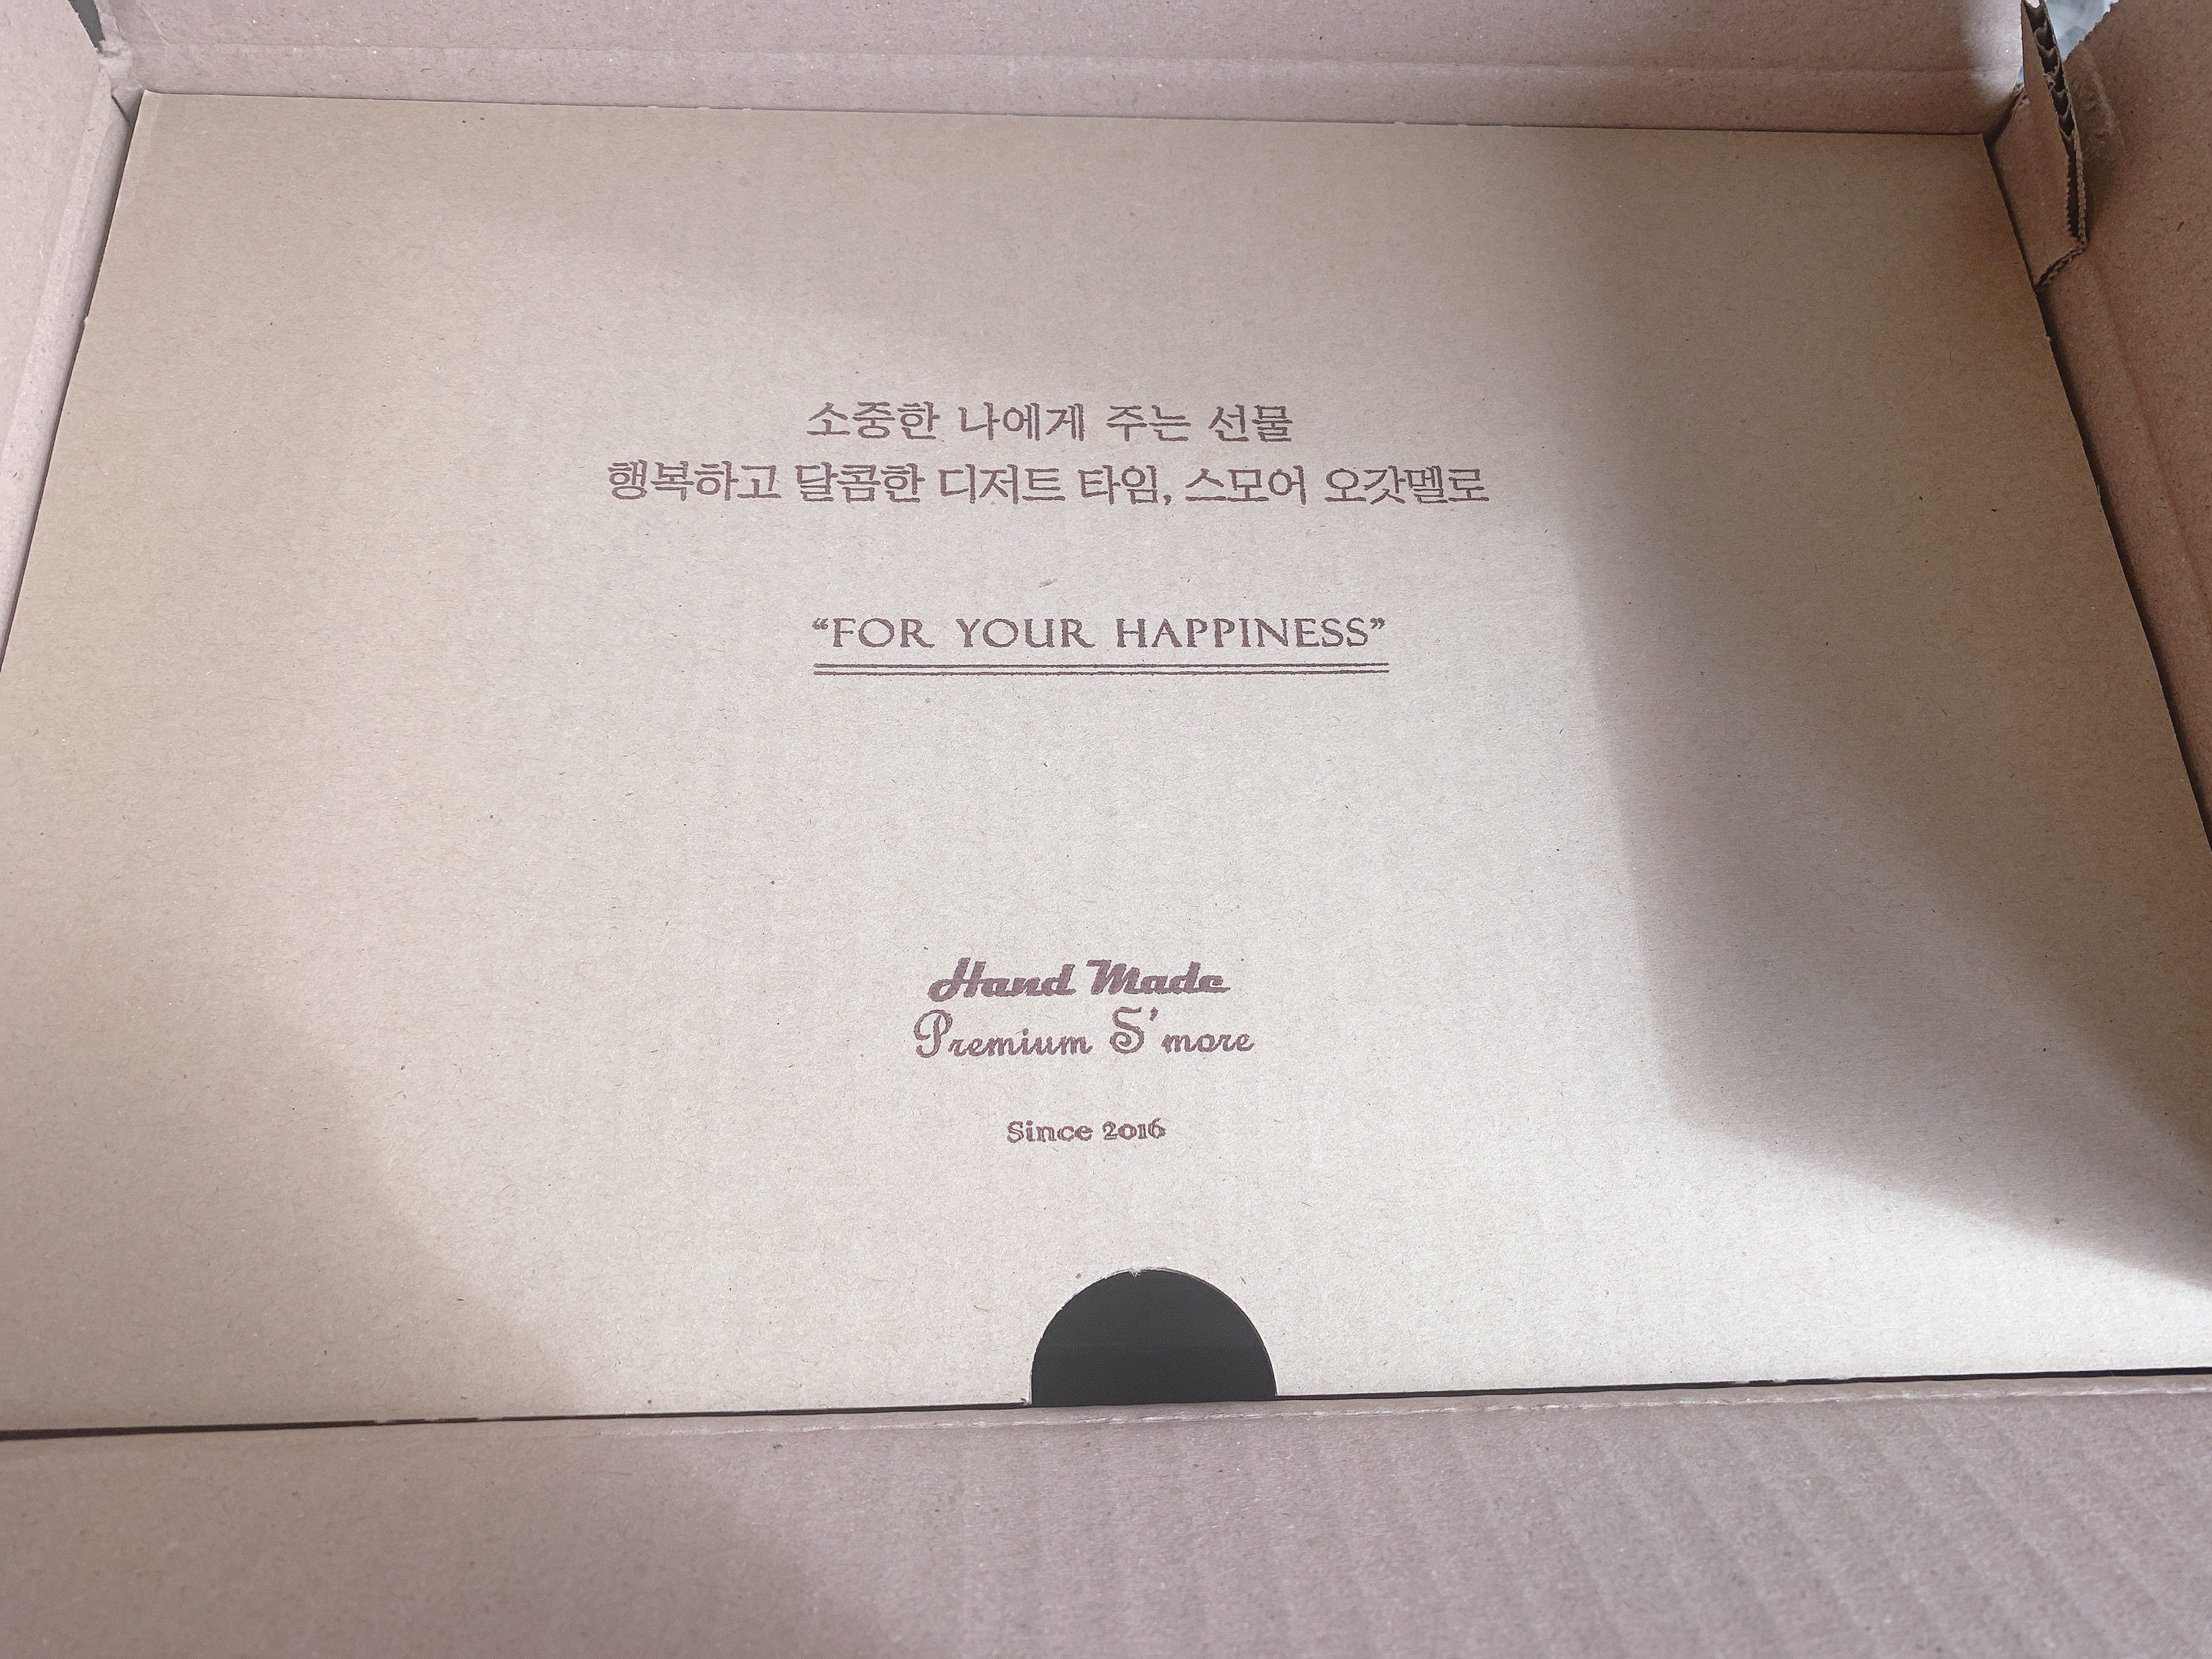 소중한 나에게 주는 선물
행복하고 달콤한 디저트 타임, 스모어 오갓멜로
“FOR YOUR HAPPINESS”
Hand Made
Premium S'more
Since 2016